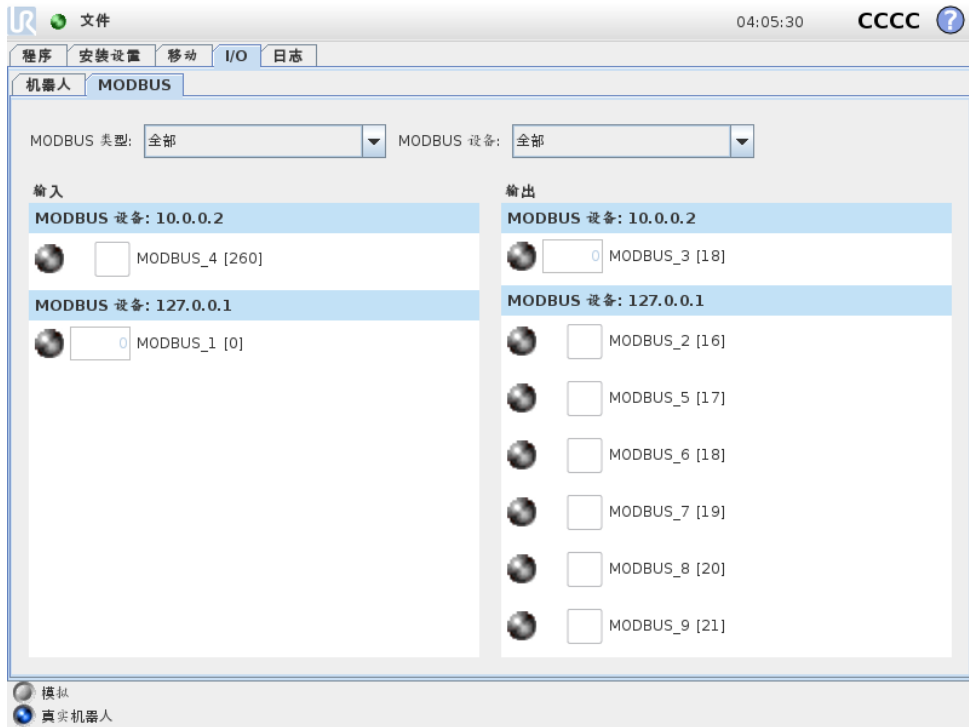 UR 文件 04:05:30 CCCC ?
程序 安装设置 移动 I/O 日志
机器人 MODBUS
MODBUS 类型: 全部 MODBUS 设备: 全部
输入
MODBUS 设备: 10.0.0.2
MODBUS_4 [260]
MODBUS 设备: 127.0.0.1
0 MODBUS_1 [0]
输出
MODBUS 设备: 10.0.0.2
0 MODBUS_3 [18]
MODBUS 设备: 127.0.0.1
MODBUS_2 [16]
MODBUS_5 [17]
MODBUS_6 [18]
MODBUS_7 [19]
MODBUS_8 [20]
MODBUS_9 [21]
模拟
真实机器人